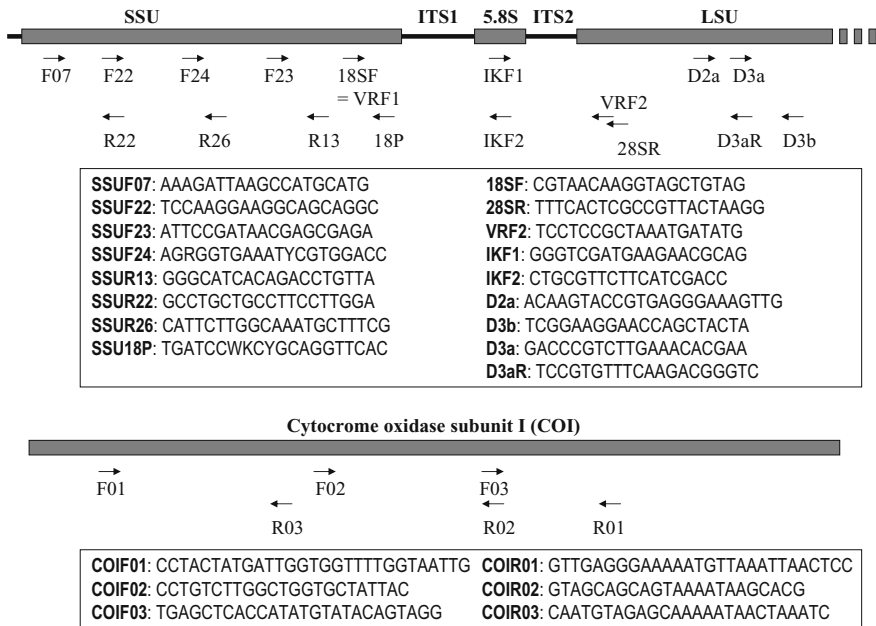 SSU ITS1 5.8S ITS2 LSU
F07 F22 F24 F23 18SF IKF1 D2a D3a
= VRF1 VRF2
R22 R26 R13 18P IKF2 28SR D3aR D3b
SSUF07: AAAGATTAAGCCATGCATG 18SF: CGTAACAAGGTAGCTGTAG
SSUF22: TCCAAGGAAGGCAGCAGGC 28SR: TTTCACTCGCCGTTACTAAGG
SSUF23: ATTCCGATAACGAGCGAGA VRF2: TCCTCCGCTAAATGATATG
SSUF24: AGRGGTGAAATYCGTGGACC IKF1: GGGTCGATGAAGAACGCAG
SSUR13: GGGCATCACAGACCTGTTA IKF2: CTGCGTTCTTCATCGACC
SSUR22: GCCTGCTGCCTTCCTTGGA D2a: ACAAGTACCGTGAGGGAAAGTTG
SSUR26: CATTCTTGGCAAATGCTTTCG D3b: TCGGAAGGAACCAGCTACTA
SSU18P: TGATCCWKCYGCAGGTTCAC D3a: GACCCGTCTTGAAACACGAA
D3aR: TCCGTGTTTCAAGACGGGTC
Cytocrome oxidase subunit I (COI)
F01 F02 F03
R03 R02 R01
COIF01: CCTACTATGATTGGTGGTTTTGGTAATTG COIR01: GTTGAGGGAAAAATGTTAAATTAACTCC
COIF02: CCTGTCTTGGCTGGTGCTATTAC COIR02: GTAGCAGCAGTAAAATAAGCACG
COIF03: TGAGCTCACCATATGTATACAGTAGG COIR03: CAATGTAGAGCAAAAATAACTAAATC